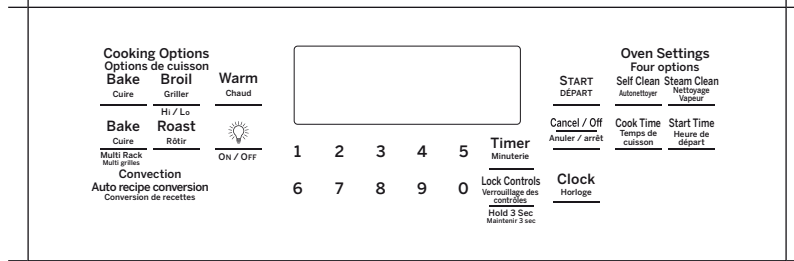 Cooking Options
Options de cuisson
Bake
Cuire
Broil
Griller
Hi / Lo
Warm
Chaud
Bake
Cuire
Multi Rack
Multi grilles
Roast
Rôtir
ON / OFF
Convection
Auto recipe conversion
Conversion de recettes
1 2 3 4 5
6 7 8 9 0
Timer
Minuterie
Lock Controls
Verrouillage des
contrôles
Hold 3 Sec
Maintenir 3 sec
START
DÉPART
Cancel / Off
Anuler / arrêt
Clock
Horloge
Oven Settings
Four options
Self Clean
Autonettoyer
Steam Clean
Nettoyage
Vapeur
Cook Time
Temps de
cuisson
Start Time
Heure de
départ